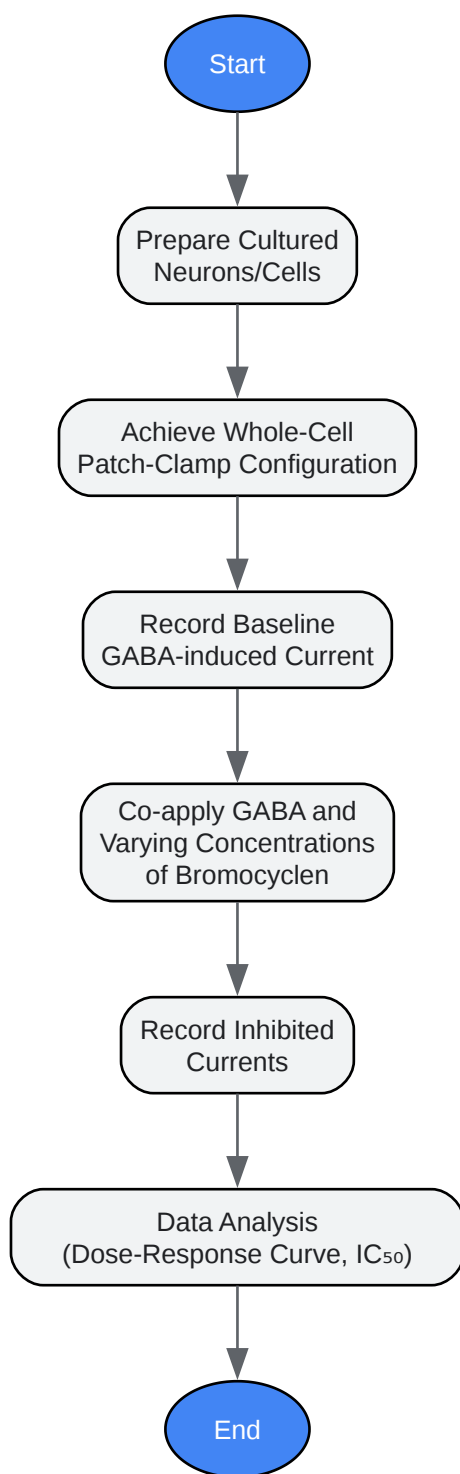 Start
Prepare Cultured
Neurons/Cells
Achieve Whole-Cell
Patch-Clamp Configuration
Record Baseline
GABA-induced Current
Co-apply GABA and
Varying Concentrations
of Bromocyclen
Record Inhibited
Currents
Data Analysis
(Dose-Response Curve, IC₅₀)
End